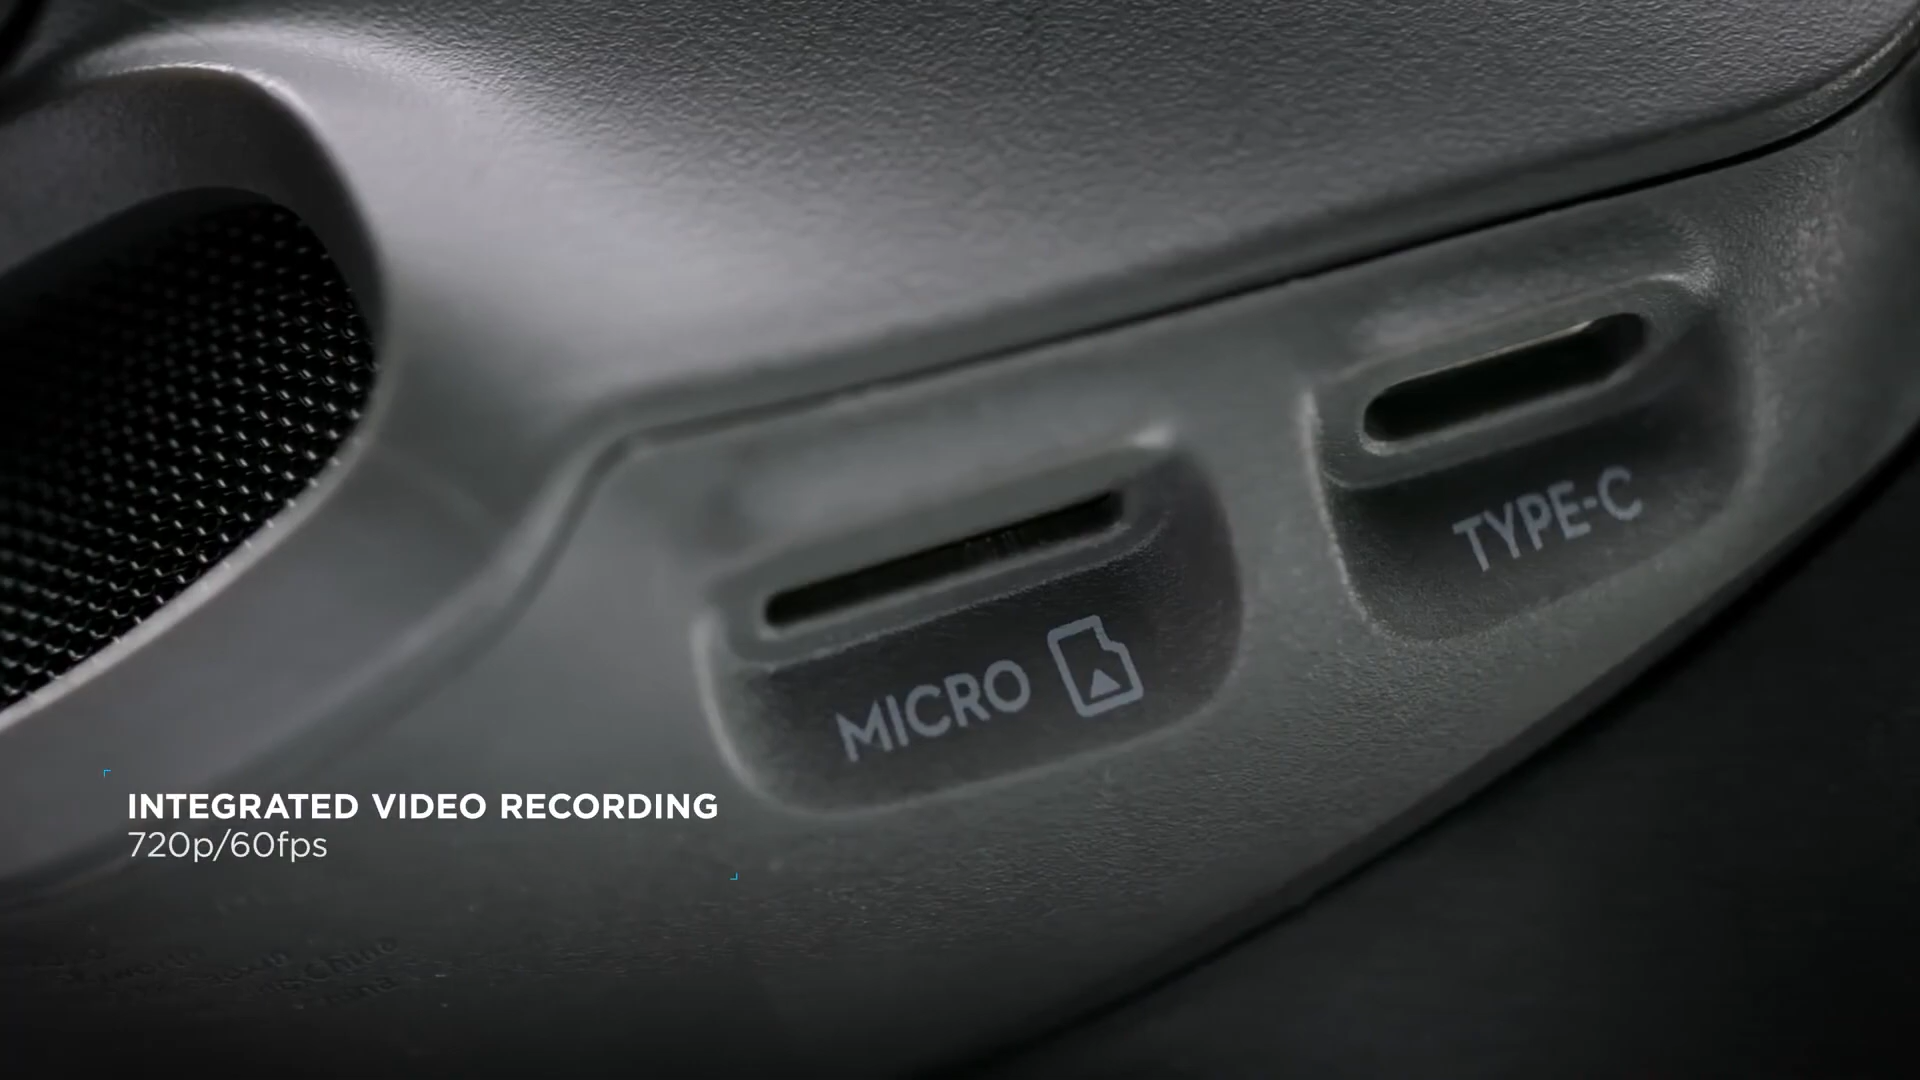 TYPE-C
MICRO
INTEGRATED VIDEO RECORDING
720p/60fps